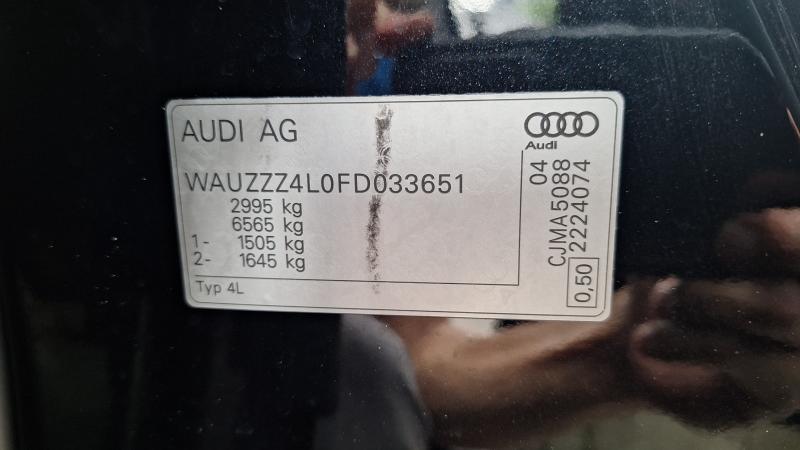 AUDI AG
Audi
WAUZZZ4L0FD033651
2995 kg
6565 kg
1- 1505 kg
2- 1645 kg
Typ 4L
04
CJMA5088
2224074
0,50